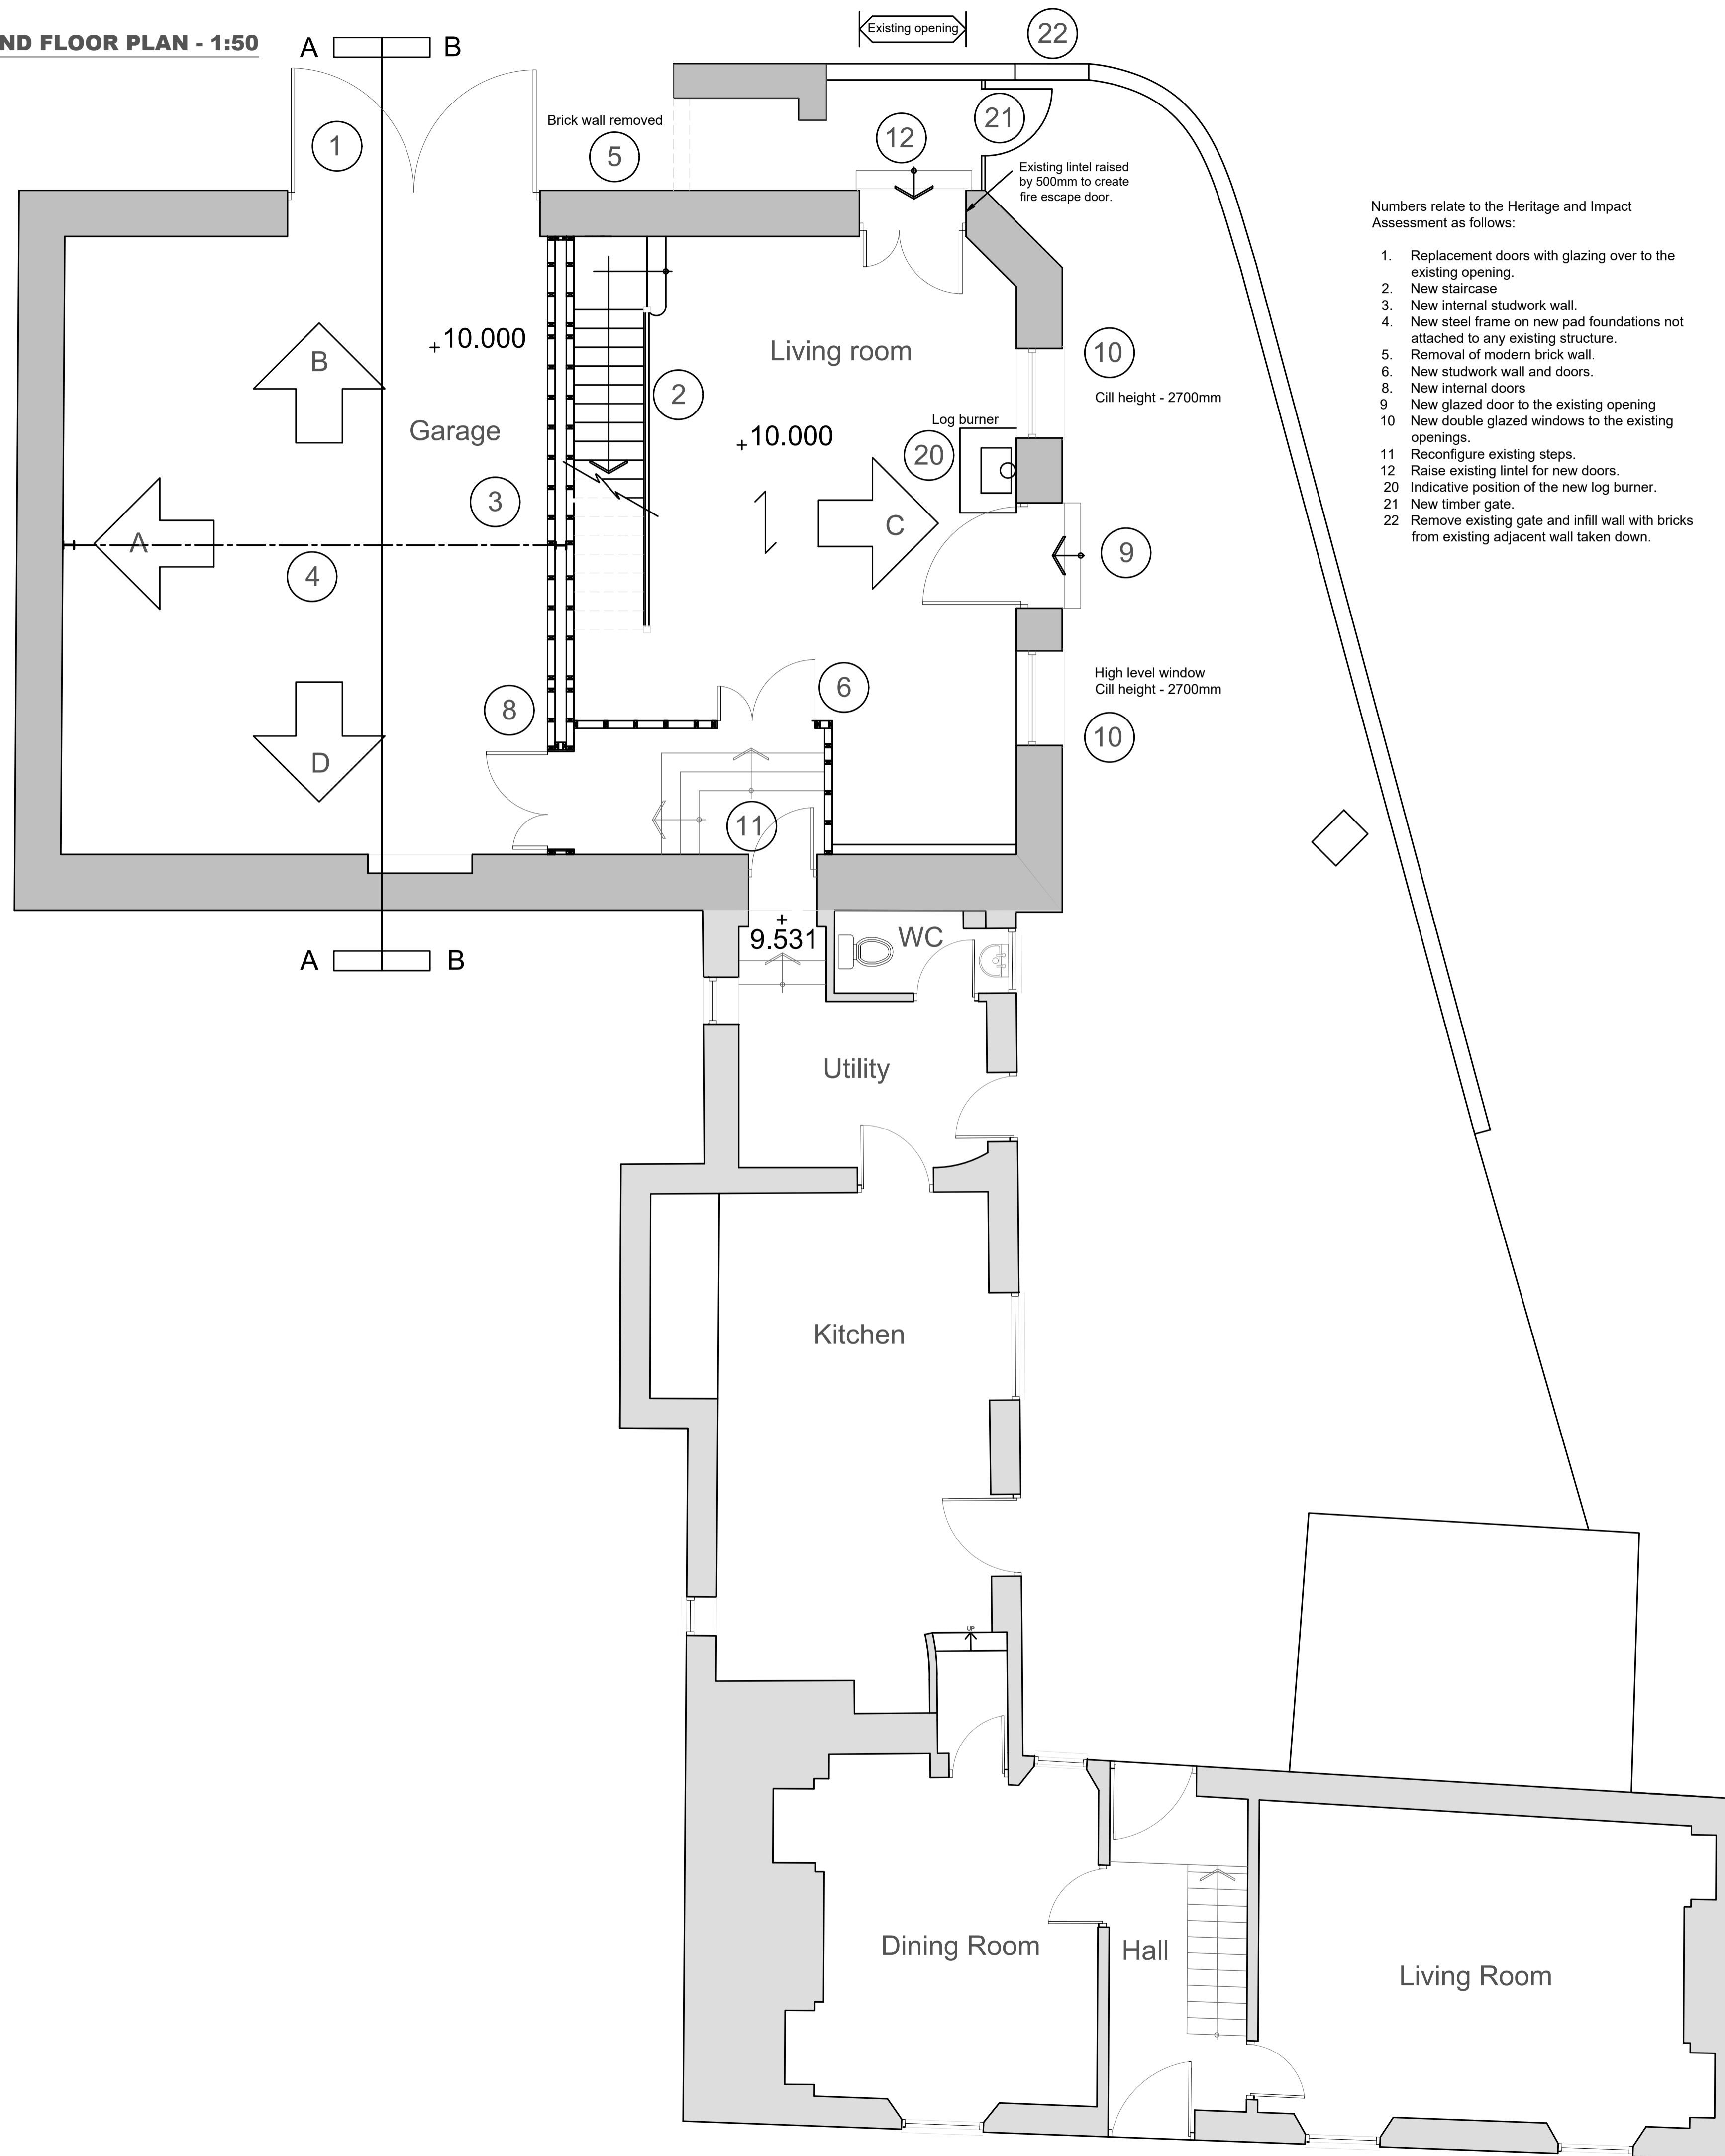 ND FLOOR PLAN - 1:50
A B
Existing opening
22
1
Brick wall removed
5
12
21
Existing lintel raised
by 500mm to create
fire escape door.
Numbers relate to the Heritage and Impact
Assessment as follows:
1. Replacement doors with glazing over to the
existing opening.
2. New staircase
3. New internal studwork wall.
4. New steel frame on new pad foundations not
attached to any existing structure.
5. Removal of modern brick wall.
6. New studwork wall and doors.
8. New internal doors
9 New glazed door to the existing opening
10 New double glazed windows to the existing
openings.
11 Reconfigure existing steps.
12 Raise existing lintel for new doors.
20 Indicative position of the new log burner.
21 New timber gate.
22 Remove existing gate and infill wall with bricks
from existing adjacent wall taken down.
B
+10.000
Living room
10
Cill height - 2700mm
2
Garage
+10.000
Log burner
20
3
A
C
9
4
High level window
Cill height - 2700mm
6
8
10
D
11
+
9.531
WC
A B
Utility
Kitchen
UP
Dining Room
Hall
Living Room